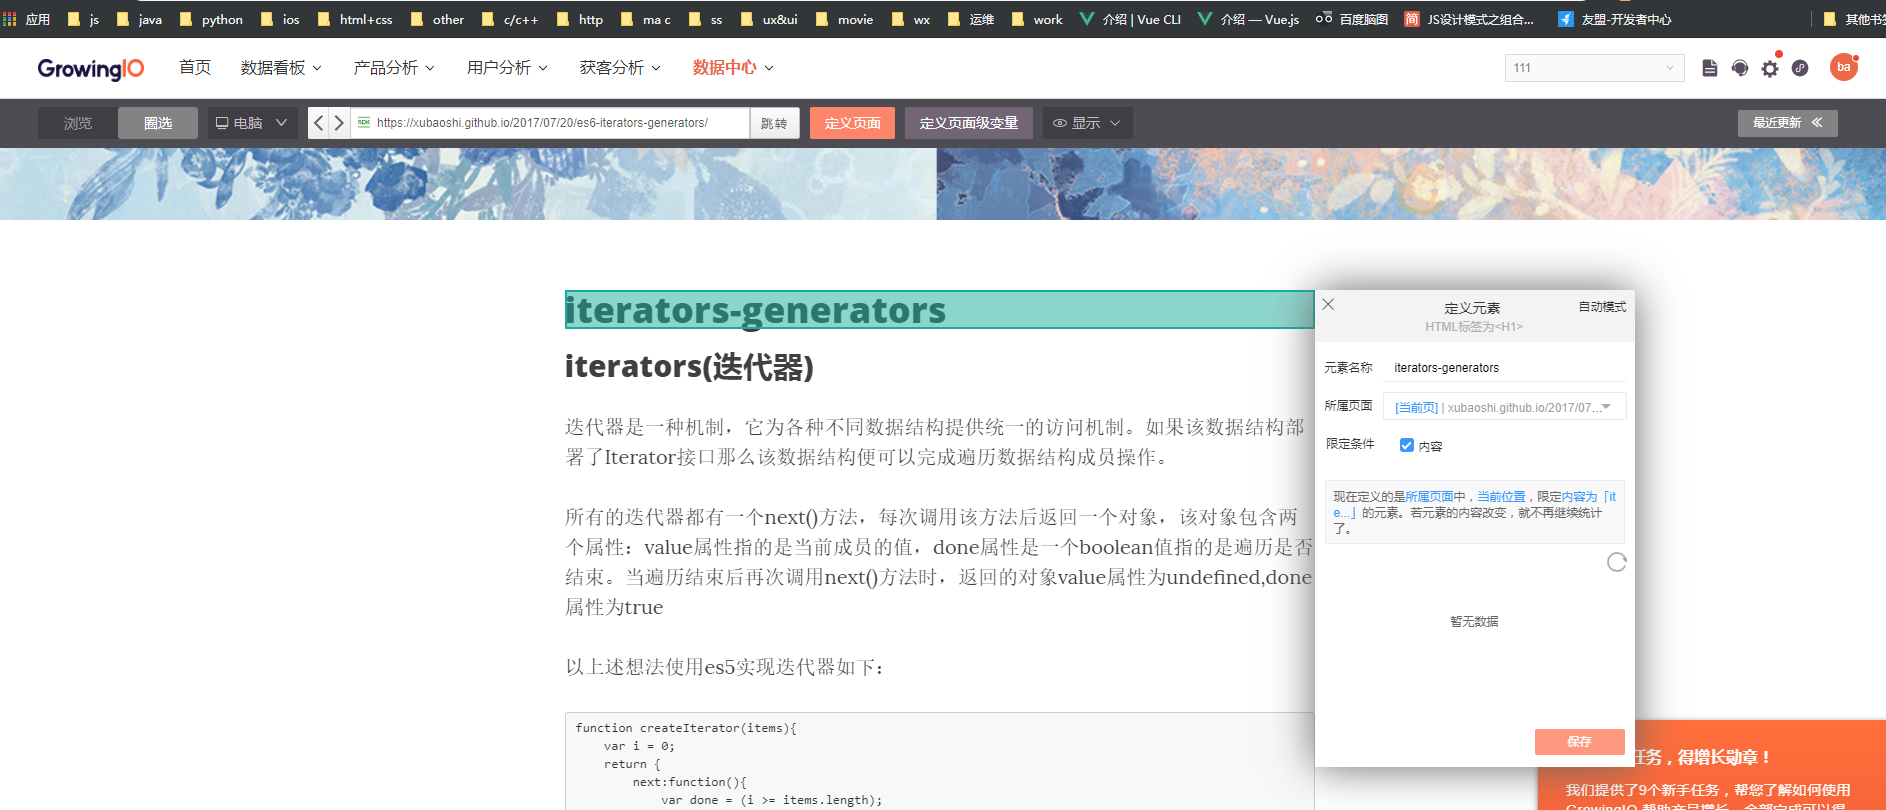 应用 js java python ios html+css other c/c++ http ma c ss ux&ui movie wx 运维 work 介绍 | Vue CLI 介绍 — Vue.js 百度脑图 简 JS设计模式之组合... 友盟-开发者中心 其他书签
GrowingIO 首页 数据看板 产品分析 用户分析 获客分析 数据中心 111 ba
浏览 圈选 电脑 SDK https://xubaoshi.github.io/2017/07/20/es6-iterators-generators/ 跳转 定义页面 定义页面级变量 显示 最近更新
iterators-generators
iterators(迭代器)
迭代器是一种机制，它为各种不同数据结构提供统一的访问机制。如果该数据结构部
署了Iterator接口那么该数据结构便可以完成遍历数据结构成员操作。
所有的迭代器都有一个next()方法，每次调用该方法后返回一个对象，该对象包含两
个属性：value属性指的是当前成员的值，done属性是一个boolean值指的是遍历是否
结束。当遍历结束后再次调用next()方法时，返回的对象value属性为undefined,done
属性为true
以上述想法使用es5实现迭代器如下：
function createIterator(items){
    var i = 0;
    return {
        next:function(){
            var done = (i >= items.length);
定义元素 自动模式
HTML标签为<H1>
元素名称 iterators-generators
所属页面 [当前页] | xubaoshi.github.io/2017/07...
限定条件 内容
现在定义的是所属页面中，当前位置，限定内容为「it
e...」的元素。若元素的内容改变，就不再继续统计
了。
暂无数据
保存
任务，得增长勋章！
我们提供了9个新手任务，帮您了解如何使用
GrowingIO 帮助产品增长，全部完成可以得